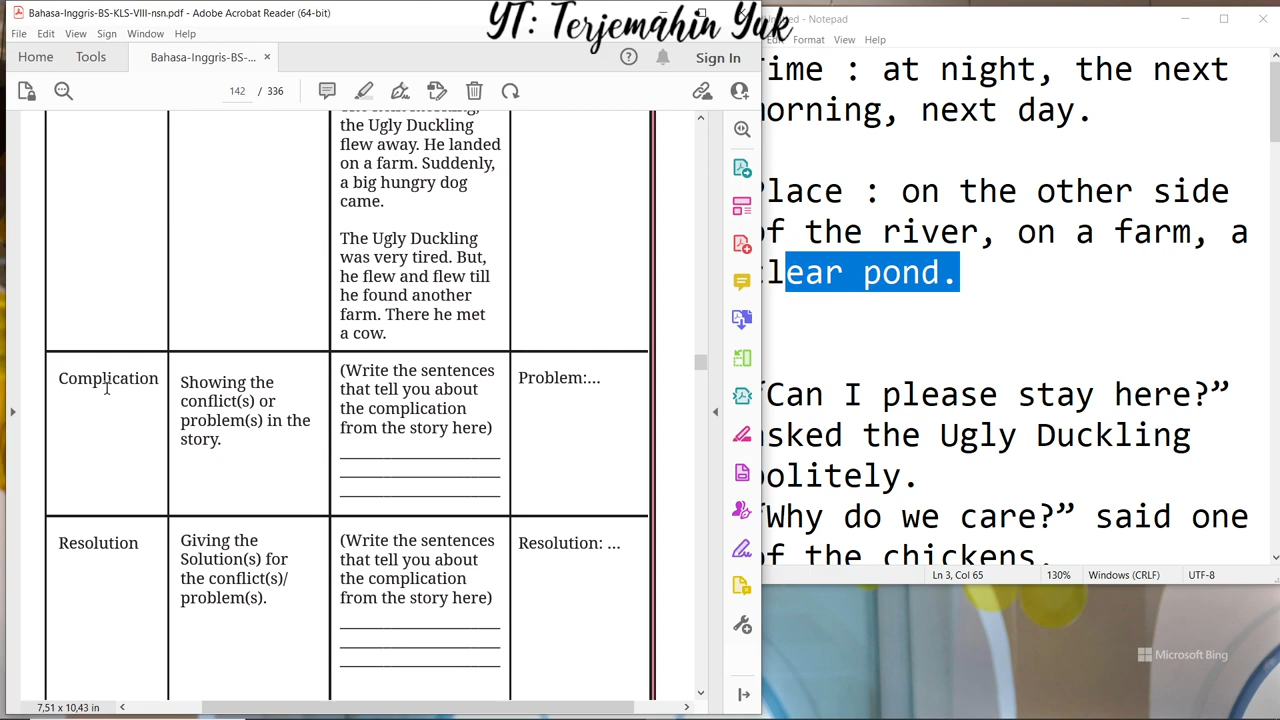 BS-KLS-VIII-nsn.pdf - Adobe Acrobat Reader (64-bit)
YT: Terjemahin Yuk
File Edit Sign Window Help
Home ools Bahasa-Inggris-BS-... × Sign In
142 / 336
the Ugly Duckling
flew away. He landed
on a farm. Suddenly,
a big hungry dog
came.
The Ugly Duckling
was very tired. But,
he flew and flew till
he found another
farm. There he met
a cow.
Complication
Showing the
conflict(s) or
problem(s) in the
story.
(Write the sentences
that tell you about
the complication
from the story here)
Problem:...
Resolution
Giving the
Solution(s) for
the conflict(s)/
problem(s).
(Write the sentences
that tell you about
the complication
from the story here)
Resolution: ...
7,51 x 10,43 in
- Notepad
Edit Format View Help
ime : at night, the next
orning, next day.
lace : on the other side
of the river, on a farm, a
clear pond.
“Can I please stay here?”
asked the Ugly Duckling
politely.
“Why do we care?” said one
of the chickens.
Ln 3, Col 65 130% Windows (CRLF) UTF-8
Microsoft Bing